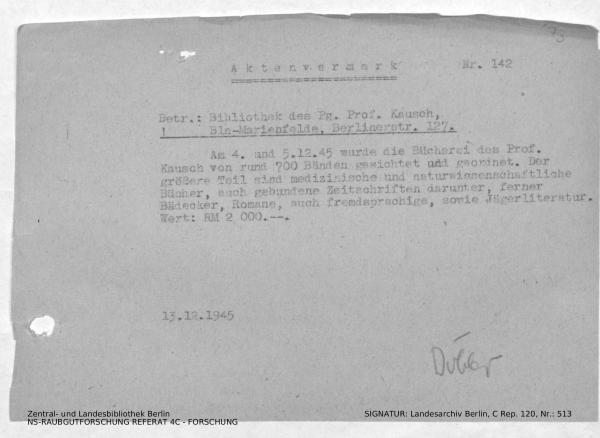 73
Aktenvermark Nr. 142
Betr.: Bibliothek des Pg. Prof. Kausch,
! Bln-Marienfelde, Berlinerstr. 127.
Am 4. und 5.12.45 wurde die Bücherei des Prof.
Kausch von rund 700 Bänden gesichtet und geordnet. Der
größere Teil sind medizinische und naturwissenschaftliche
Bücher, auch gebundene Zeitschriften darunter, ferner
Bädecker, Romane, auch fremdsprachige, sowie Jägerliteratur.
Wert: RM 2 000.--.
13.12.1945
Zentral- und Landesbibliothek Berlin
NS-RAUBGUTFORSCHUNG REFERAT 4C - FORSCHUNG
SIGNATUR: Landesarchiv Berlin, C Rep. 120, Nr.: 513